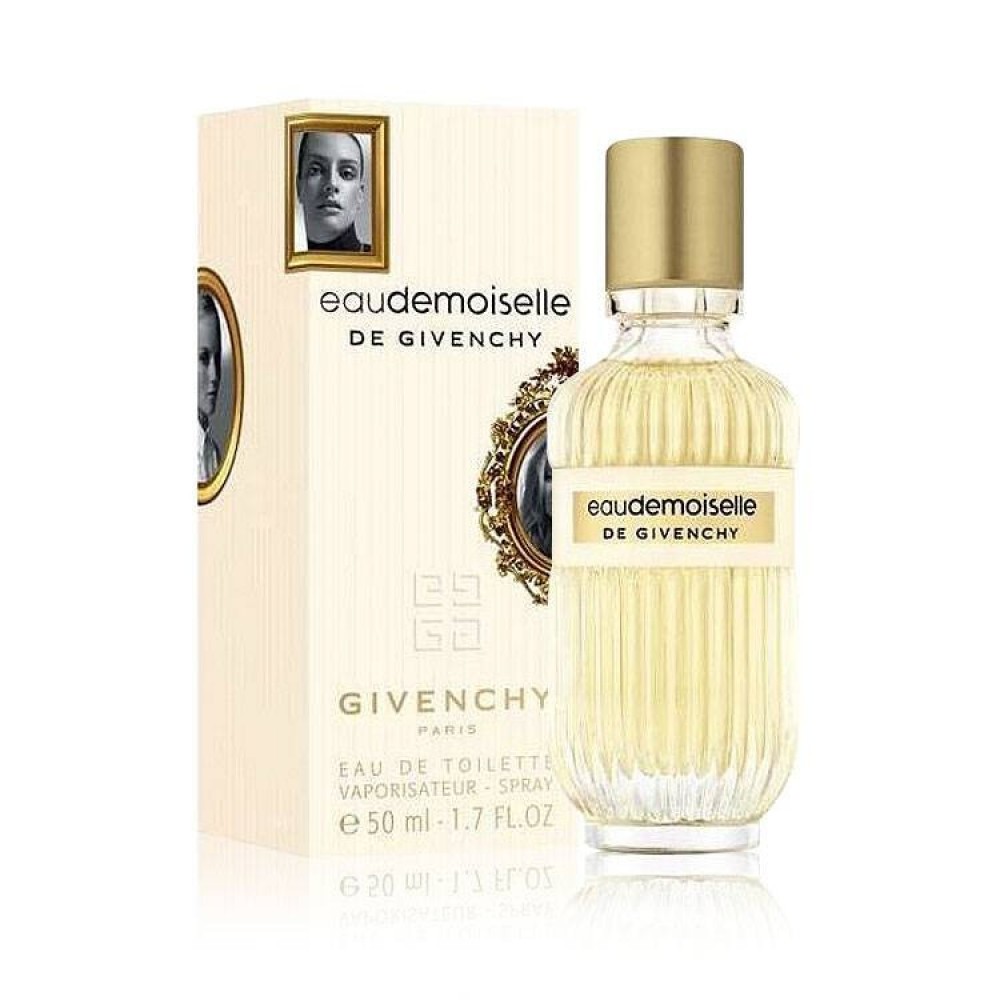 eaudemoiselle
DE GIVENCHY
GIVENCHY
PARIS
EAU DE TOILETTE
VAPORISATEUR - SPRAY
e 50 ml - 1.7 FL.OZ
eaudemoiselle
DE GIVENCHY